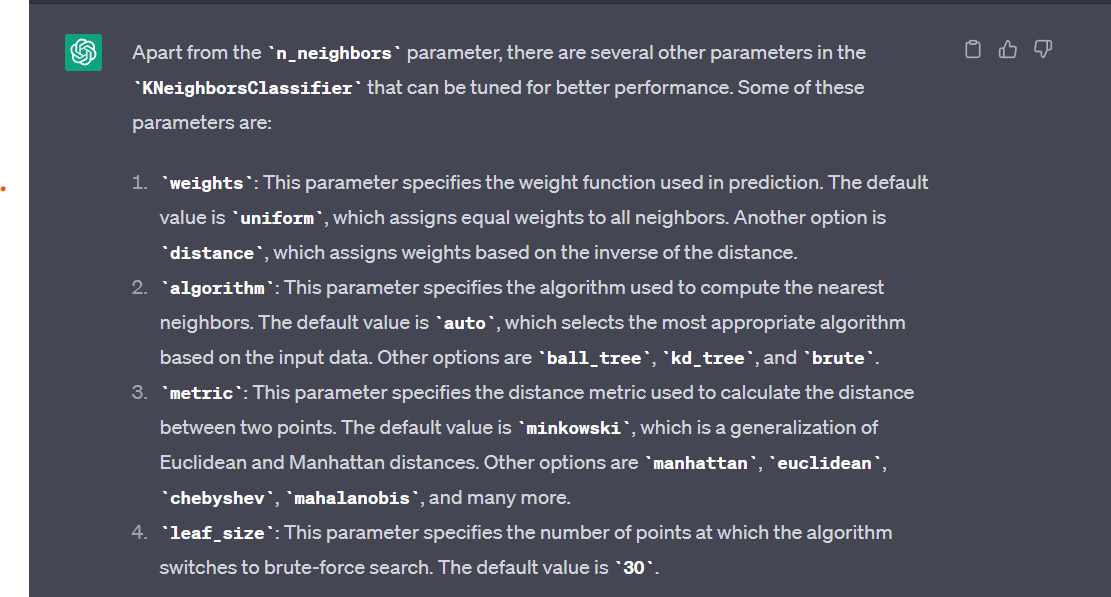 Apart from the `n_neighbors` parameter, there are several other parameters in the
`KNeighborsClassifier` that can be tuned for better performance. Some of these
parameters are:
1. `weights`: This parameter specifies the weight function used in prediction. The default
value is `uniform`, which assigns equal weights to all neighbors. Another option is
`distance`, which assigns weights based on the inverse of the distance.
2. `algorithm`: This parameter specifies the algorithm used to compute the nearest
neighbors. The default value is `auto`, which selects the most appropriate algorithm
based on the input data. Other options are `ball_tree`, `kd_tree`, and `brute`.
3. `metric`: This parameter specifies the distance metric used to calculate the distance
between two points. The default value is `minkowski`, which is a generalization of
Euclidean and Manhattan distances. Other options are `manhattan`, `euclidean`,
`chebyshev`, `mahalanobis`, and many more.
4. `leaf_size`: This parameter specifies the number of points at which the algorithm
switches to brute-force search. The default value is `30`.